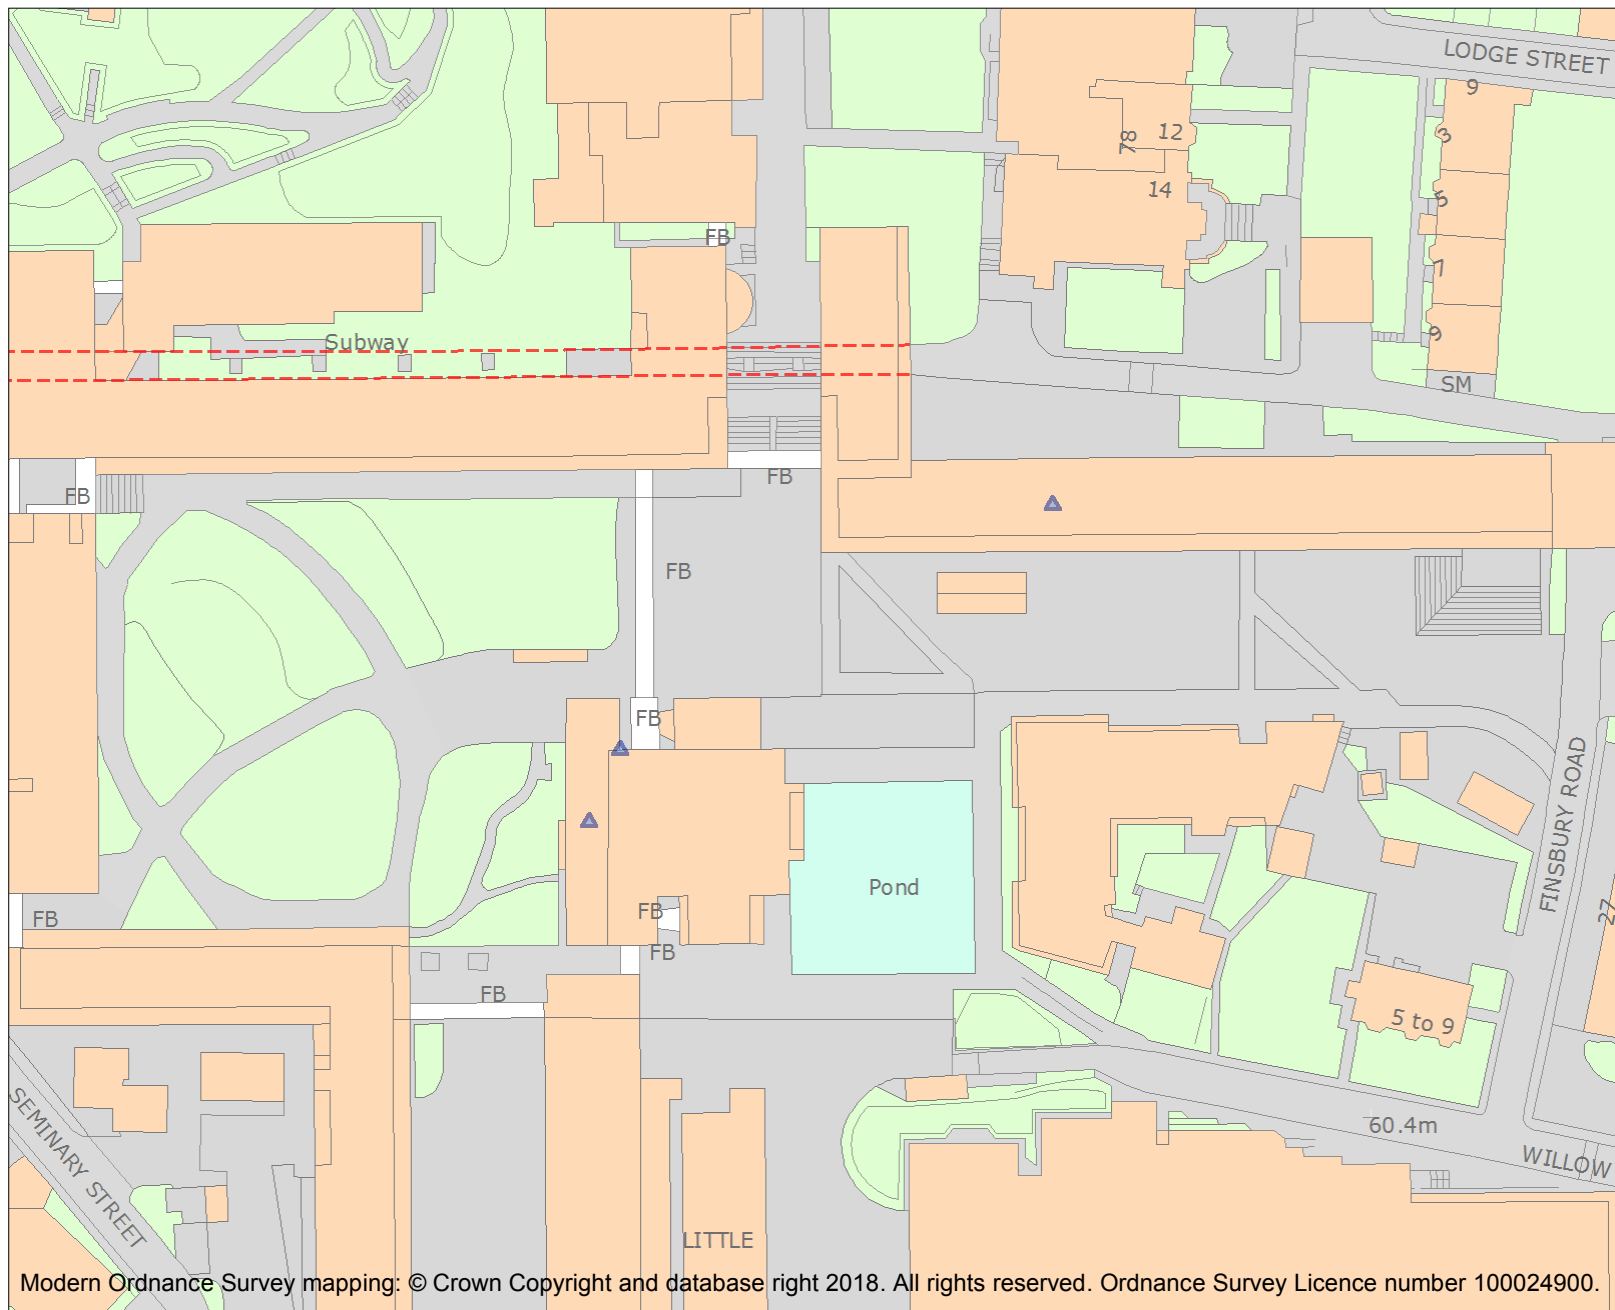 LODGE STREET
9
3
12
78
14
5
FB
7
9
Subway
SM
FB
FB
FB
FB
FINSBURY ROAD
Pond
27
FB
FB
FB
FB
5 to 9
SEMINARY STREET
60.4m
WILLOW
LITTLE
Modern Ordnance Survey mapping: © Crown Copyright and database right 2018. All rights reserved. Ordnance Survey Licence number 100024900.